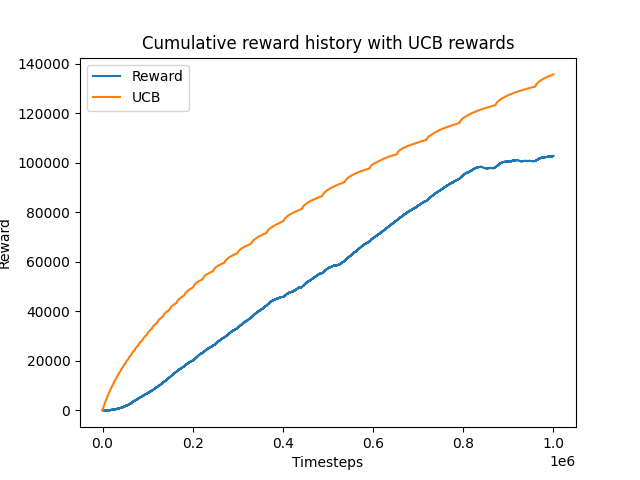 Cumulative reward history with UCB rewards
Reward
UCB
140000
120000
100000
80000
60000
40000
20000
0
Reward
0.0 0.2 0.4 0.6 0.8 1.0
1e6
Timesteps